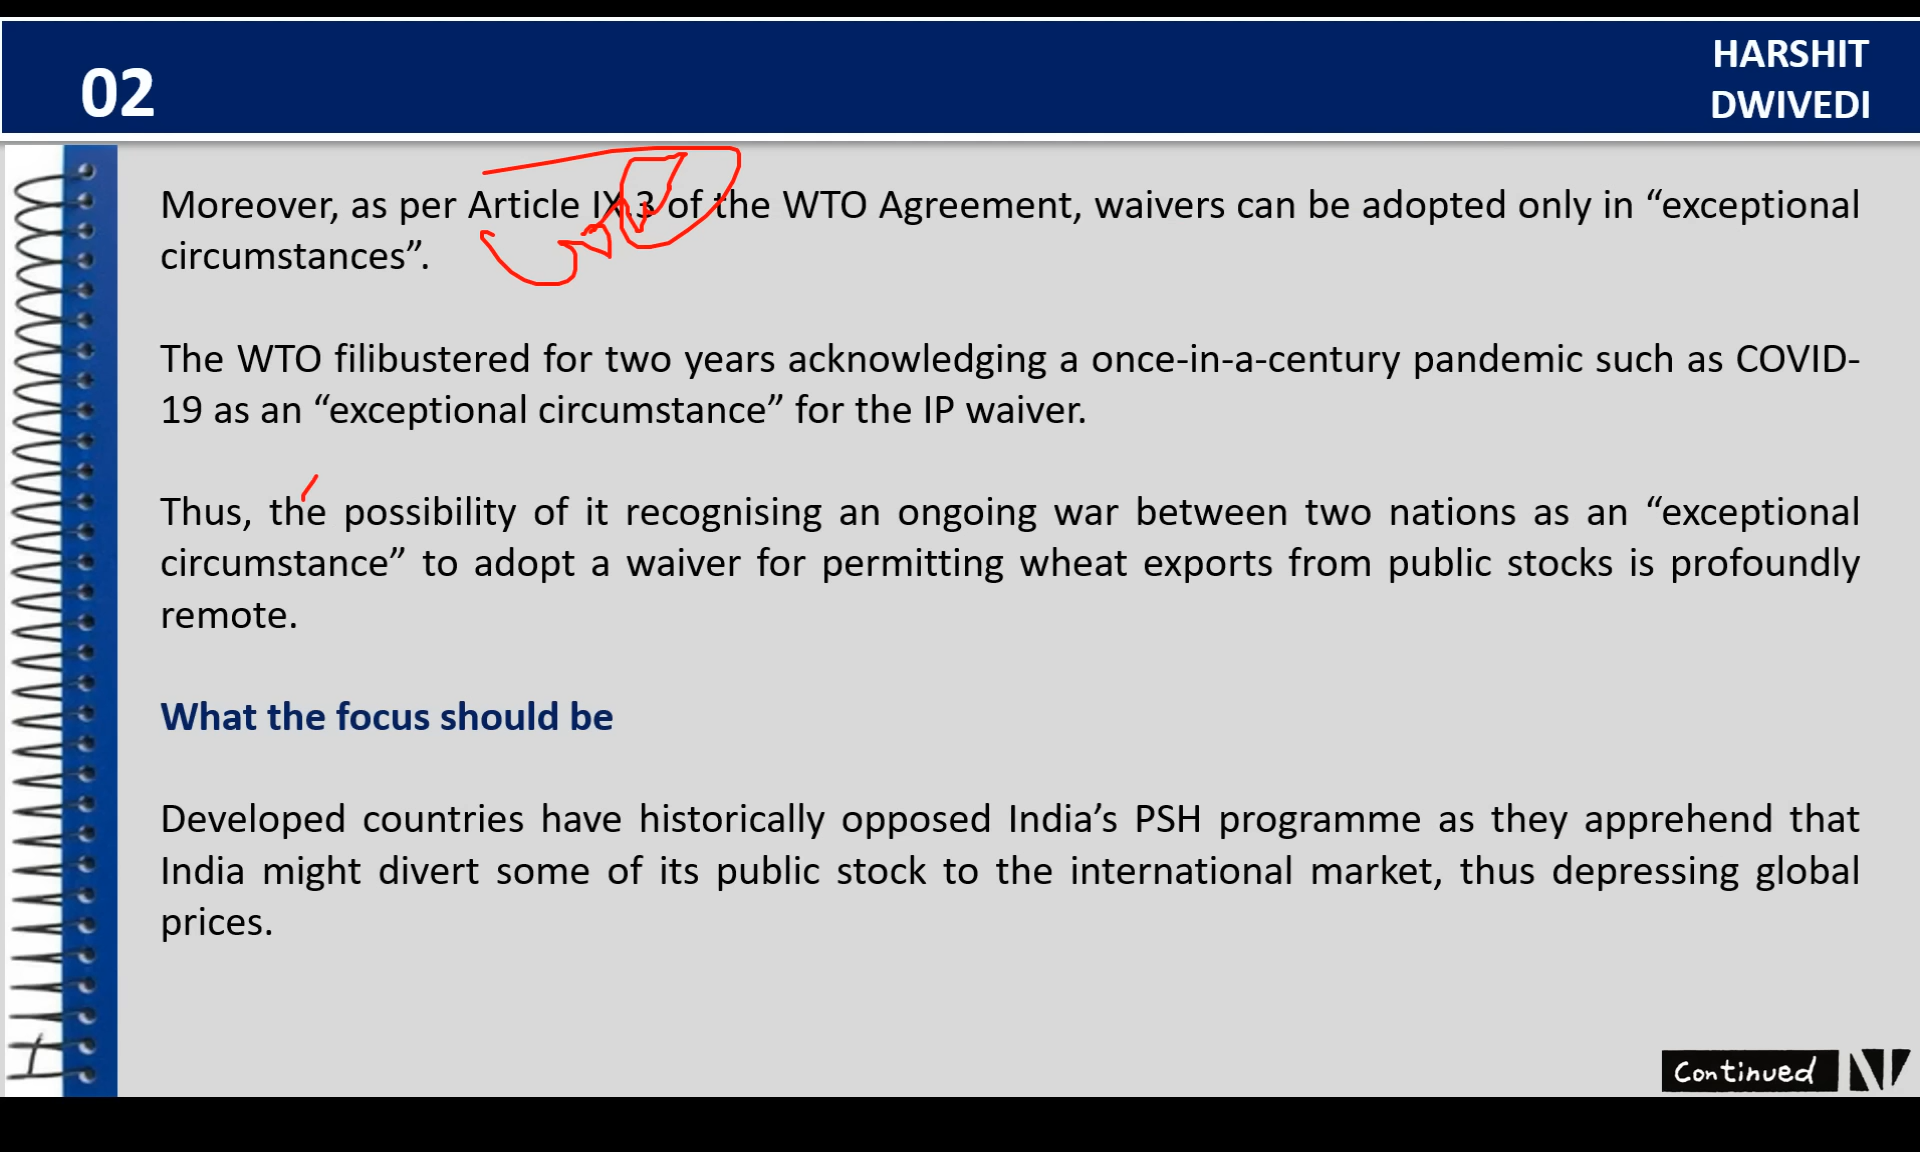 02
HARSHIT
DWIVEDI
Moreover, as per Article IX.3 of the WTO Agreement, waivers can be adopted only in “exceptional
circumstances”.
The WTO filibustered for two years acknowledging a once-in-a-century pandemic such as COVID-
19 as an “exceptional circumstance” for the IP waiver.
Thus, the possibility of it recognising an ongoing war between two nations as an “exceptional
circumstance” to adopt a waiver for permitting wheat exports from public stocks is profoundly
remote.
What the focus should be
Developed countries have historically opposed India’s PSH programme as they apprehend that
India might divert some of its public stock to the international market, thus depressing global
prices.
Continued